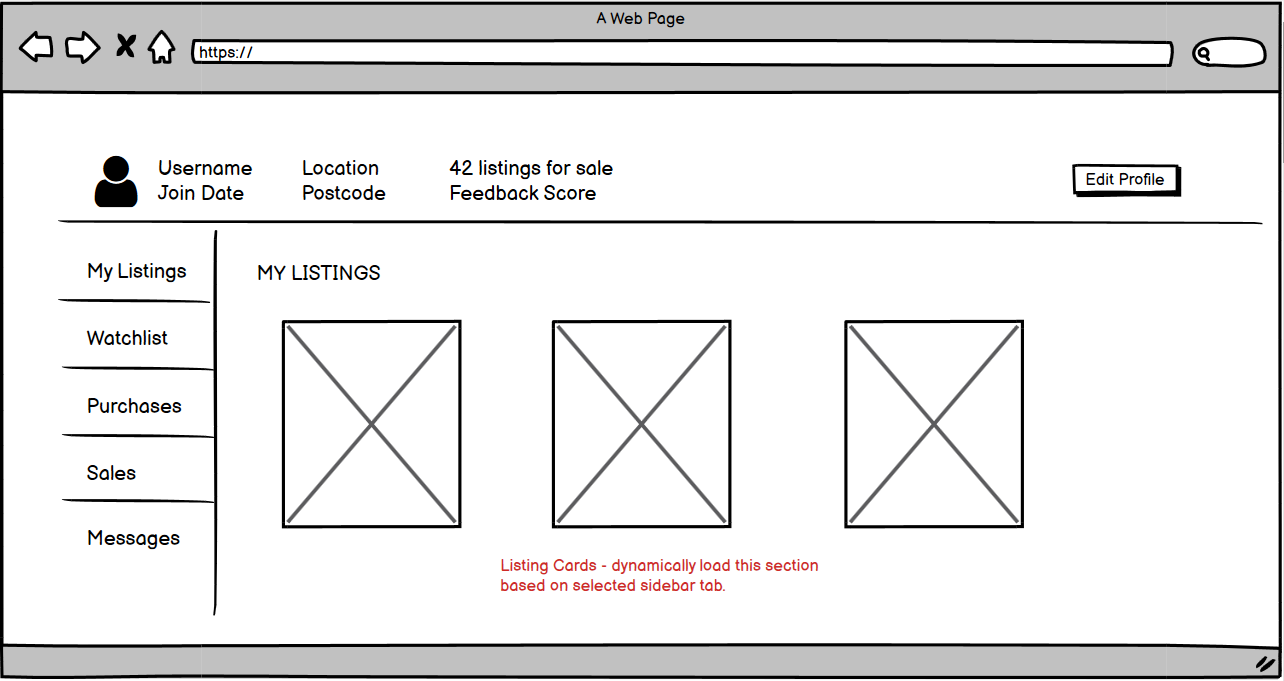 A Web Page
https://
Username
Join Date
Location
Postcode
42 listings for sale
Feedback Score
Edit Profile
My Listings
Watchlist
Purchases
Sales
Messages
MY LISTINGS
Listing Cards - dynamically load this section
based on selected sidebar tab.